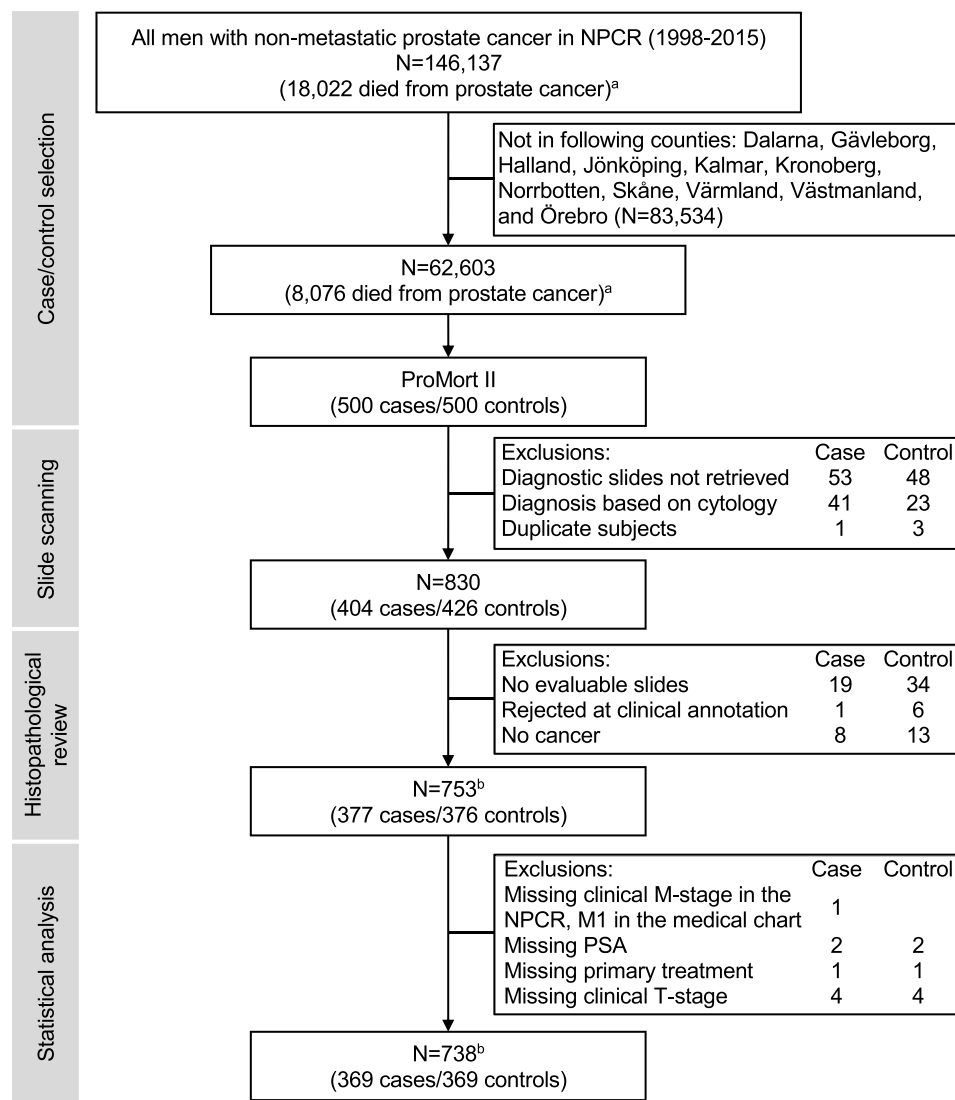 Case/control selection
All men with non-metastatic prostate cancer in NPCR (1998-2015)
N=146,137
(18,022 died from prostate cancer)ᵃ
Not in following counties: Dalarna, Gävleborg,
Halland, Jönköping, Kalmar, Kronoberg,
Norrbotten, Skåne, Värmland, Västmanland,
and Örebro (N=83,534)
N=62,603
(8,076 died from prostate cancer)ᵃ
ProMort II
(500 cases/500 controls)
Slide scanning
Exclusions: Case Control
Diagnostic slides not retrieved 53 48
Diagnosis based on cytology 41 23
Duplicate subjects 1 3
N=830
(404 cases/426 controls)
Histopathological
review
Exclusions: Case Control
No evaluable slides 19 34
Rejected at clinical annotation 1 6
No cancer 8 13
N=753ᵇ
(377 cases/376 controls)
Statistical analysis
Exclusions: Case Control
Missing clinical M-stage in the
NPCR, M1 in the medical chart 1
Missing PSA 2 2
Missing primary treatment 1 1
Missing clinical T-stage 4 4
N=738ᵇ
(369 cases/369 controls)